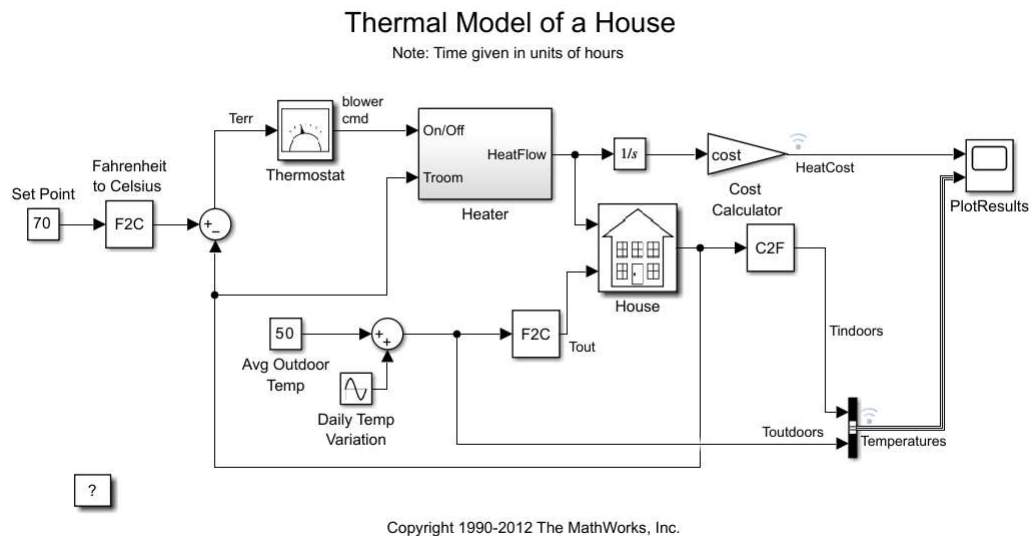 Thermal Model of a House
Note: Time given in units of hours
blower
cmd
Terr
On/Off
HeatFlow
Troom
Heater
Thermostat
1/s
cost
HeatCost
Cost
Calculator
PlotResults
Fahrenheit
to Celsius
Set Point
70
F2C
+
−
House
C2F
Tindoors
50
Avg Outdoor
Temp
+
+
F2C
Tout
Daily Temp
Variation
Toutdoors
Temperatures
?
Copyright 1990-2012 The MathWorks, Inc.